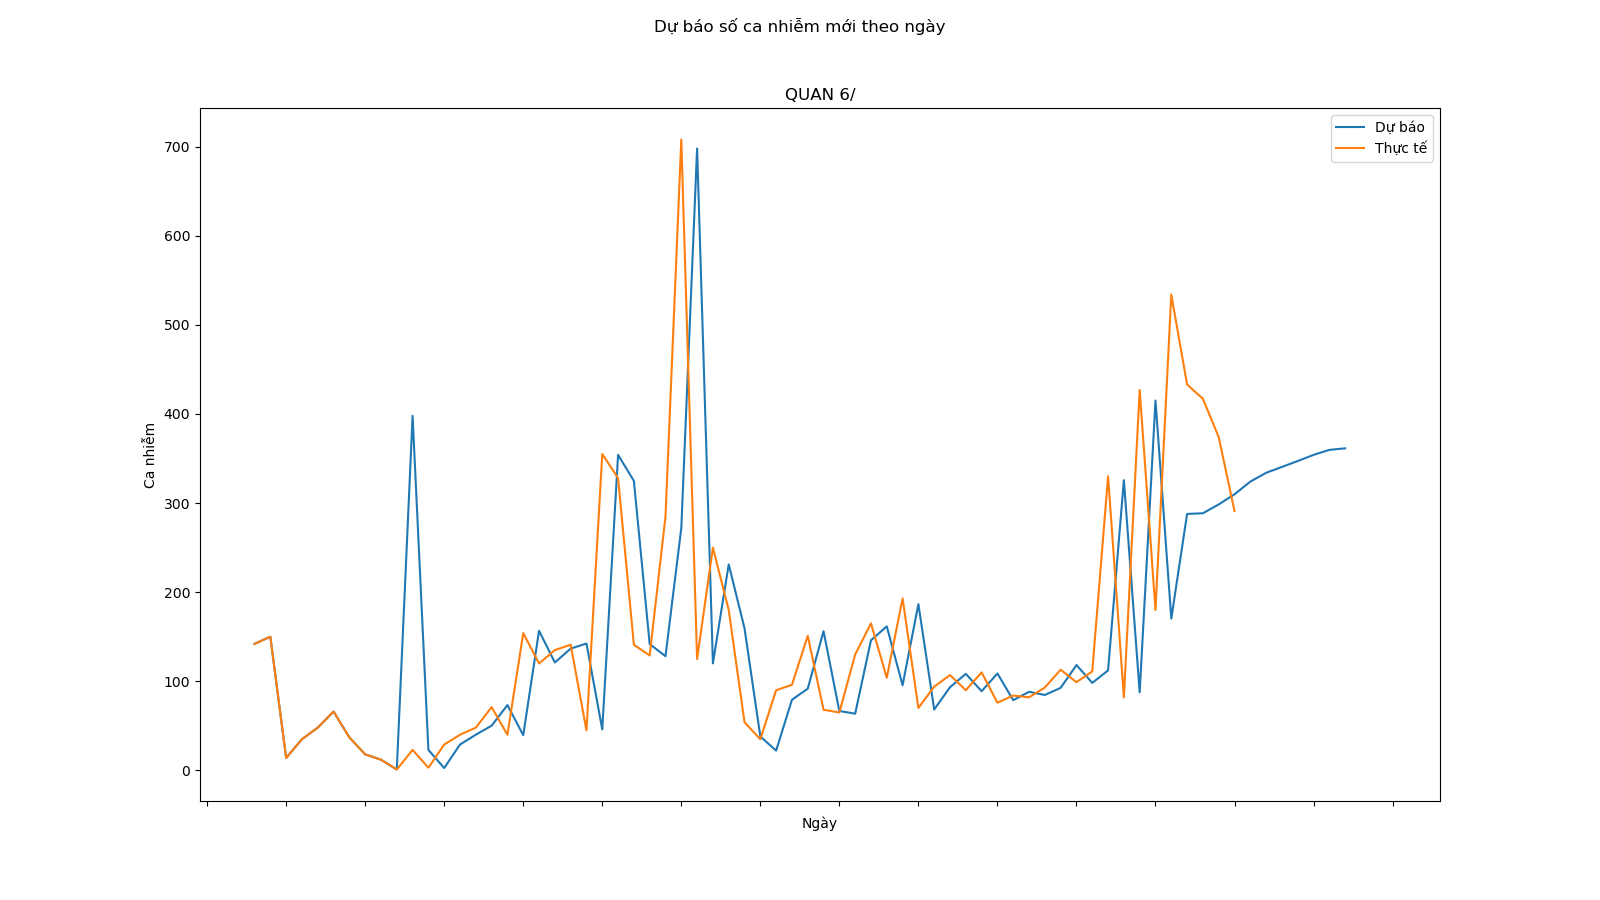 Dự báo số ca nhiễm mới theo ngày
QUAN 6/
Dự báo
Thực tế
700
600
500
400
300
200
100
0
Ca nhiễm
Ngày